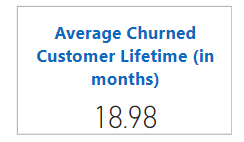 Average Churned
Customer Lifetime (in
months)
18.98